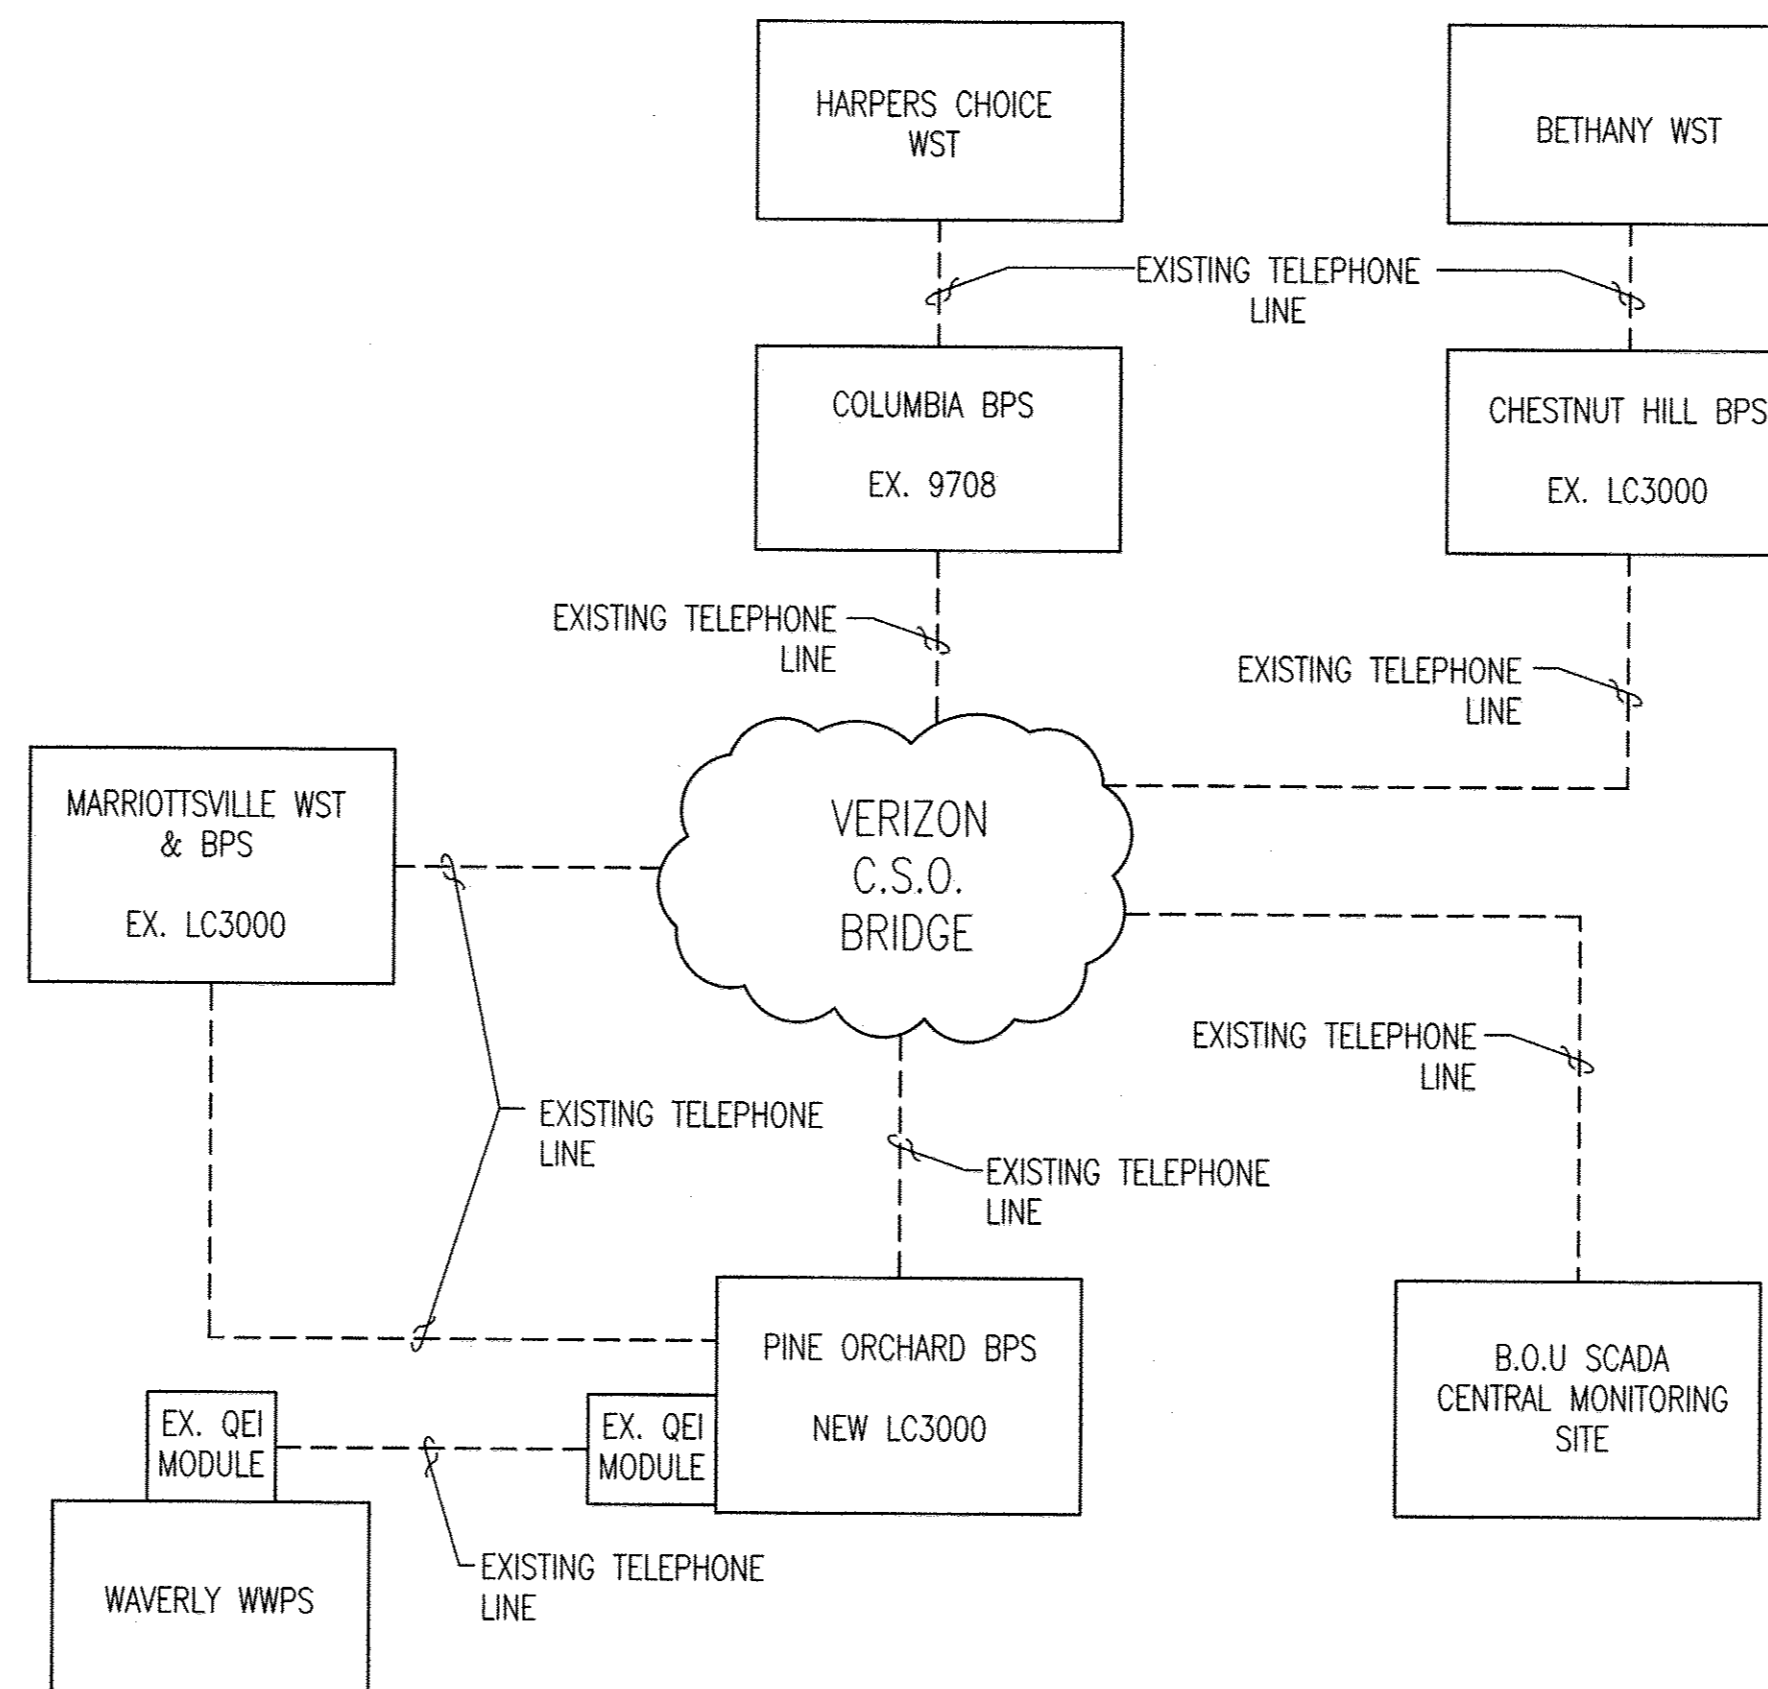 HARPERS CHOICE
WST
BETHANY WST
EXISTING TELEPHONE
LINE
COLUMBIA BPS
EX. 9708
CHESTNUT HILL BPS
EX. LC3000
EXISTING TELEPHONE
LINE
EXISTING TELEPHONE
LINE
MARRIOTTSVILLE WST
& BPS
EX. LC3000
VERIZON
C.S.O.
BRIDGE
EXISTING TELEPHONE
LINE
EXISTING TELEPHONE
LINE
EXISTING TELEPHONE
LINE
PINE ORCHARD BPS
NEW LC3000
B.O.U SCADA
CENTRAL MONITORING
SITE
EX. QEI
MODULE
EX. QEI
MODULE
EXISTING TELEPHONE
LINE
WAVERLY WWPS